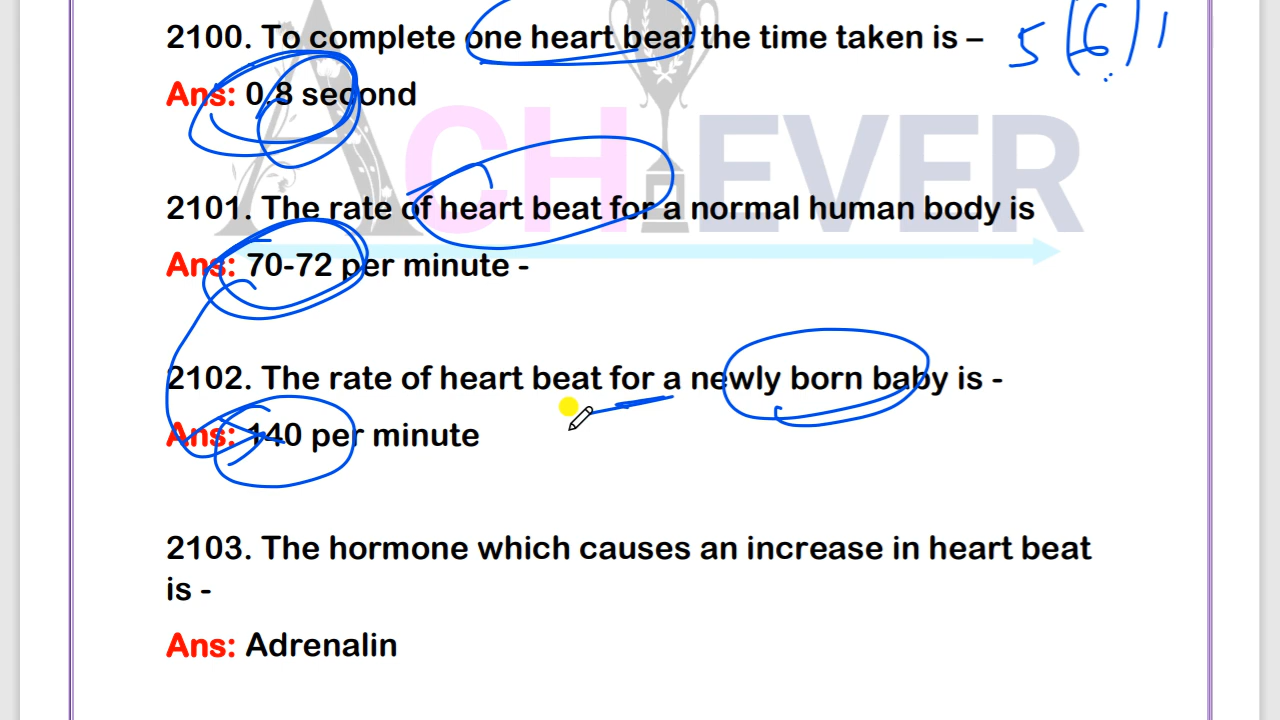 2100. To complete one heart beat the time taken is –
5 (6) 1
Ans: 0.8 second
ACHIEVER
2101. The rate of heart beat for a normal human body is
Ans: 70-72 per minute -
2102. The rate of heart beat for a newly born baby is -
Ans: 140 per minute
2103. The hormone which causes an increase in heart beat
is -
Ans: Adrenalin